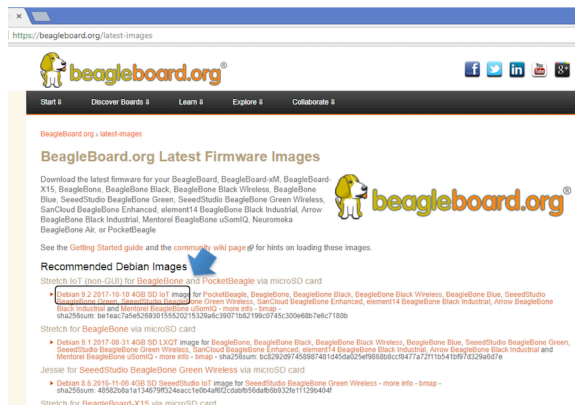 https://beagleboard.org/latest-images
beagleboard.org®
Start
Discover Boards
Learn
Explore
Collaborate
BeagleBoard.org › latest-images
BeagleBoard.org Latest Firmware Images
Download the latest firmware for your BeagleBoard, BeagleBoard-xM, BeagleBoard-
X15, BeagleBone, BeagleBone Black, BeagleBone Black Wireless, BeagleBone
Blue, SeeedStudio BeagleBone Green, SeeedStudio BeagleBone Green Wireless,
SanCloud BeagleBone Enhanced, element14 BeagleBone Black Industrial, Arrow
BeagleBone Black Industrial, Mentorel BeagleBone uSomIQ, Neuromeka
BeagleBone Air, or PocketBeagle
beagleboard.org®
See the Getting Started guide and the community wiki page for hints on loading these images.
Recommended Debian Images
Stretch IoT (non-GUI) for BeagleBone and PocketBeagle via microSD card
Debian 9.2 2017-10-10 4GB SD IoT image for PocketBeagle, BeagleBone, BeagleBone Black, BeagleBone Black Wireless, BeagleBone Blue, SeeedStudio
BeagleBone Green, SeeedStudio BeagleBone Green Wireless, SanCloud BeagleBone Enhanced, element14 BeagleBone Black Industrial, Arrow BeagleBone
Black Industrial and Mentorel BeagleBone uSomIQ - more info - bmap -
sha256sum:
Stretch for BeagleBone via microSD card
Debian 9.1 2017-08-31 4GB SD LXQT image for BeagleBone, BeagleBone Black, BeagleBone Black Wireless, BeagleBone Blue, SeeedStudio BeagleBone Green,
SeeedStudio BeagleBone Green Wireless, SanCloud BeagleBone Enhanced, element14 BeagleBone Black Industrial, Arrow BeagleBone Black Industrial and
Mentorel BeagleBone uSomIQ - more info - bmap - sha256sum:
Jessie for SeeedStudio BeagleBone Green Wireless via microSD card
Debian 8.6 2016-11-06 4GB SD SeeedStudio IoT image for SeeedStudio BeagleBone Green Wireless - more info - bmap -
sha256sum:
Stretch for BeagleBoard-X15 via microSD card